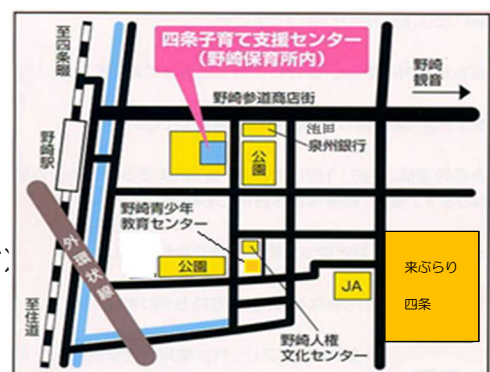 至四条畷
四条子育て支援センター
（野崎保育所内）
野崎
観音
野崎参道商店街
池田
泉州銀行
公園
野崎駅
野崎青少年
教育センター
外環状線
公園
来ぶらり
四条
JA
至住道
野崎人権
文化センター